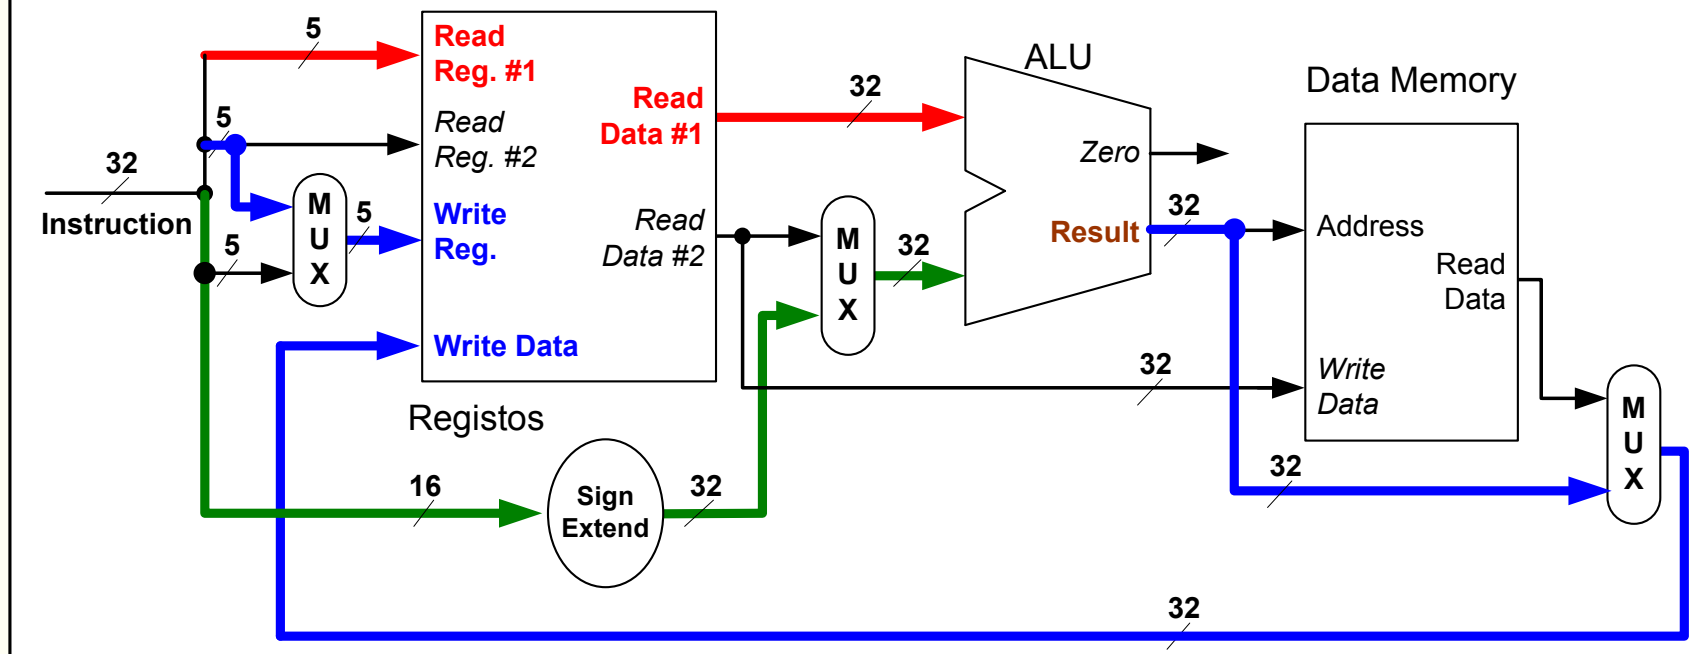 5
Read
Reg. #1
5
Read
Reg. #2
32
Instruction
M
U
X
5
5
Write
Reg.
Write Data
Read
Data #1
Read
Data #2
Registos
16
Sign
Extend
32
32
M
U
X
32
ALU
Zero
Result
32
Data Memory
Address
Read
Data
Write
Data
32
32
M
U
X
32